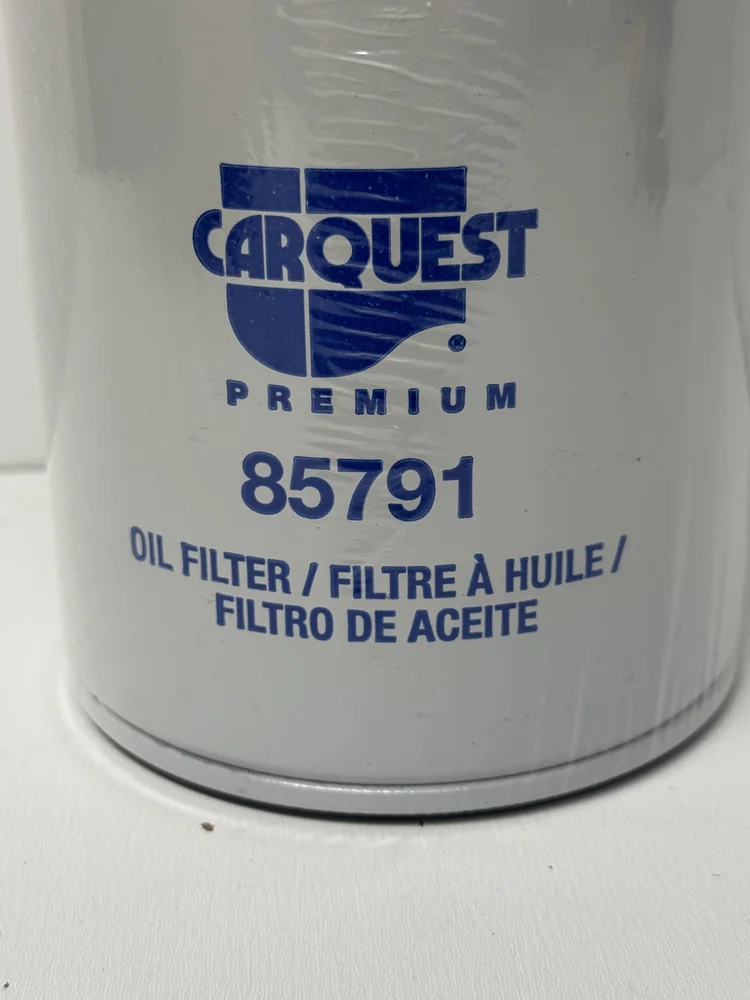 CARQUEST
PREMIUM
85791
OIL FILTER / FILTRE À HUILE /
FILTRO DE ACEITE